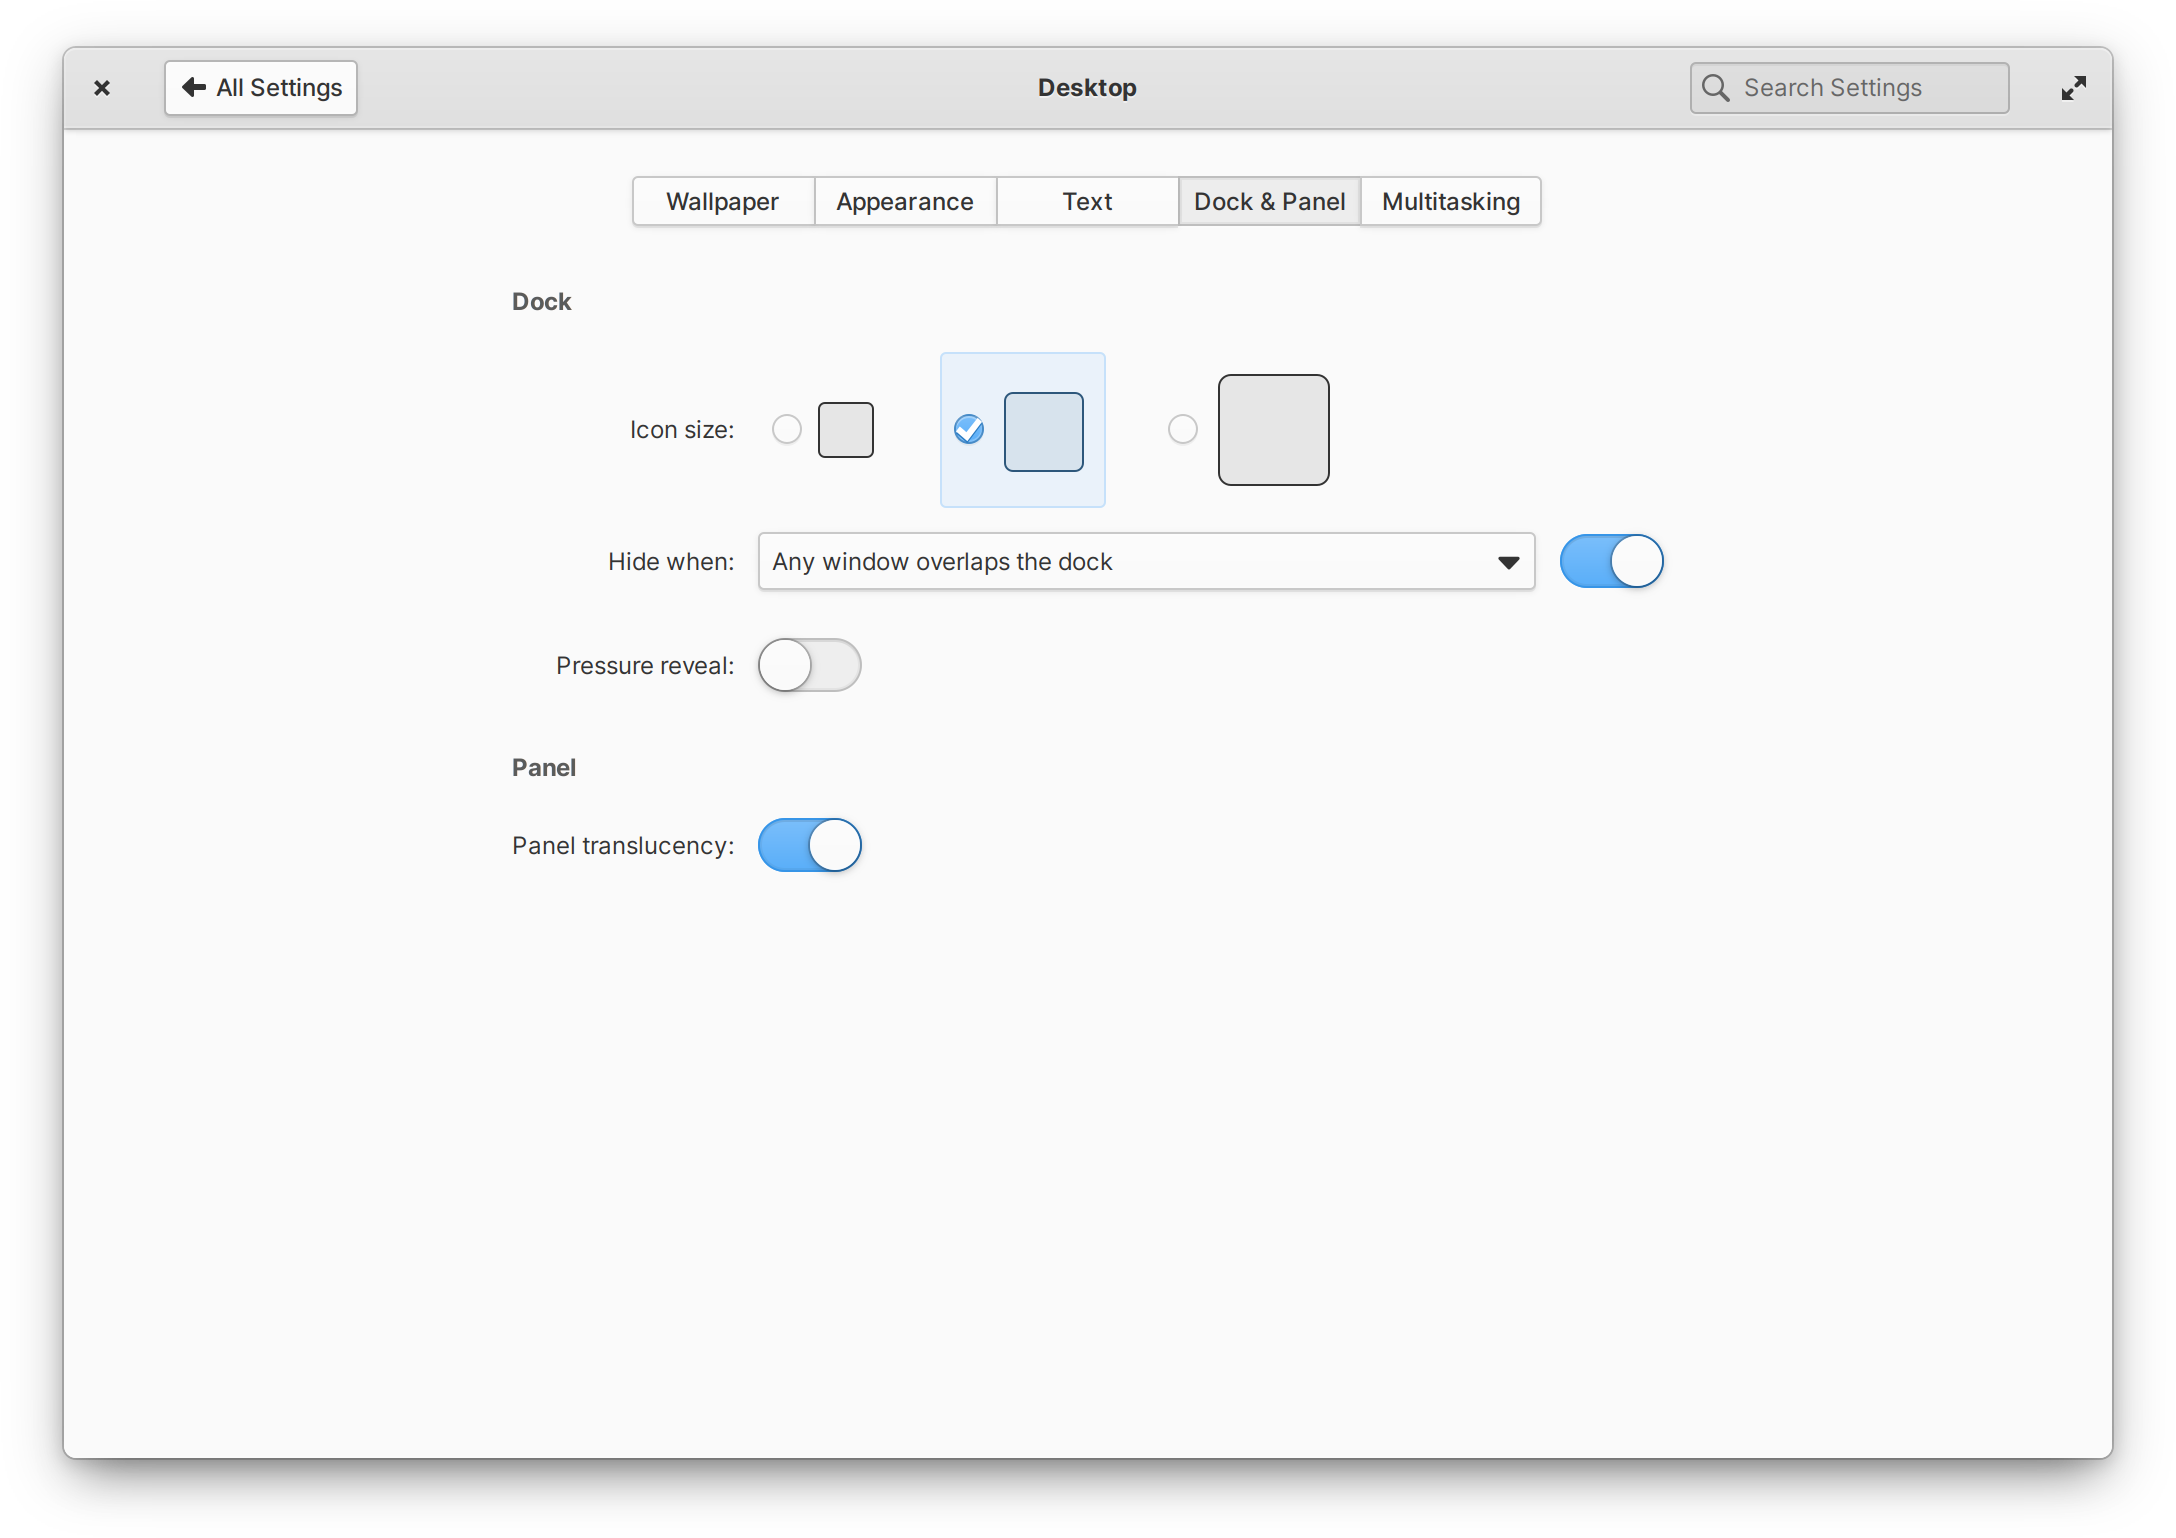 All Settings
Desktop
Search Settings
Wallpaper
Appearance
Text
Dock & Panel
Multitasking
Dock
Icon size:
Hide when:
Any window overlaps the dock
Pressure reveal:
Panel
Panel translucency: